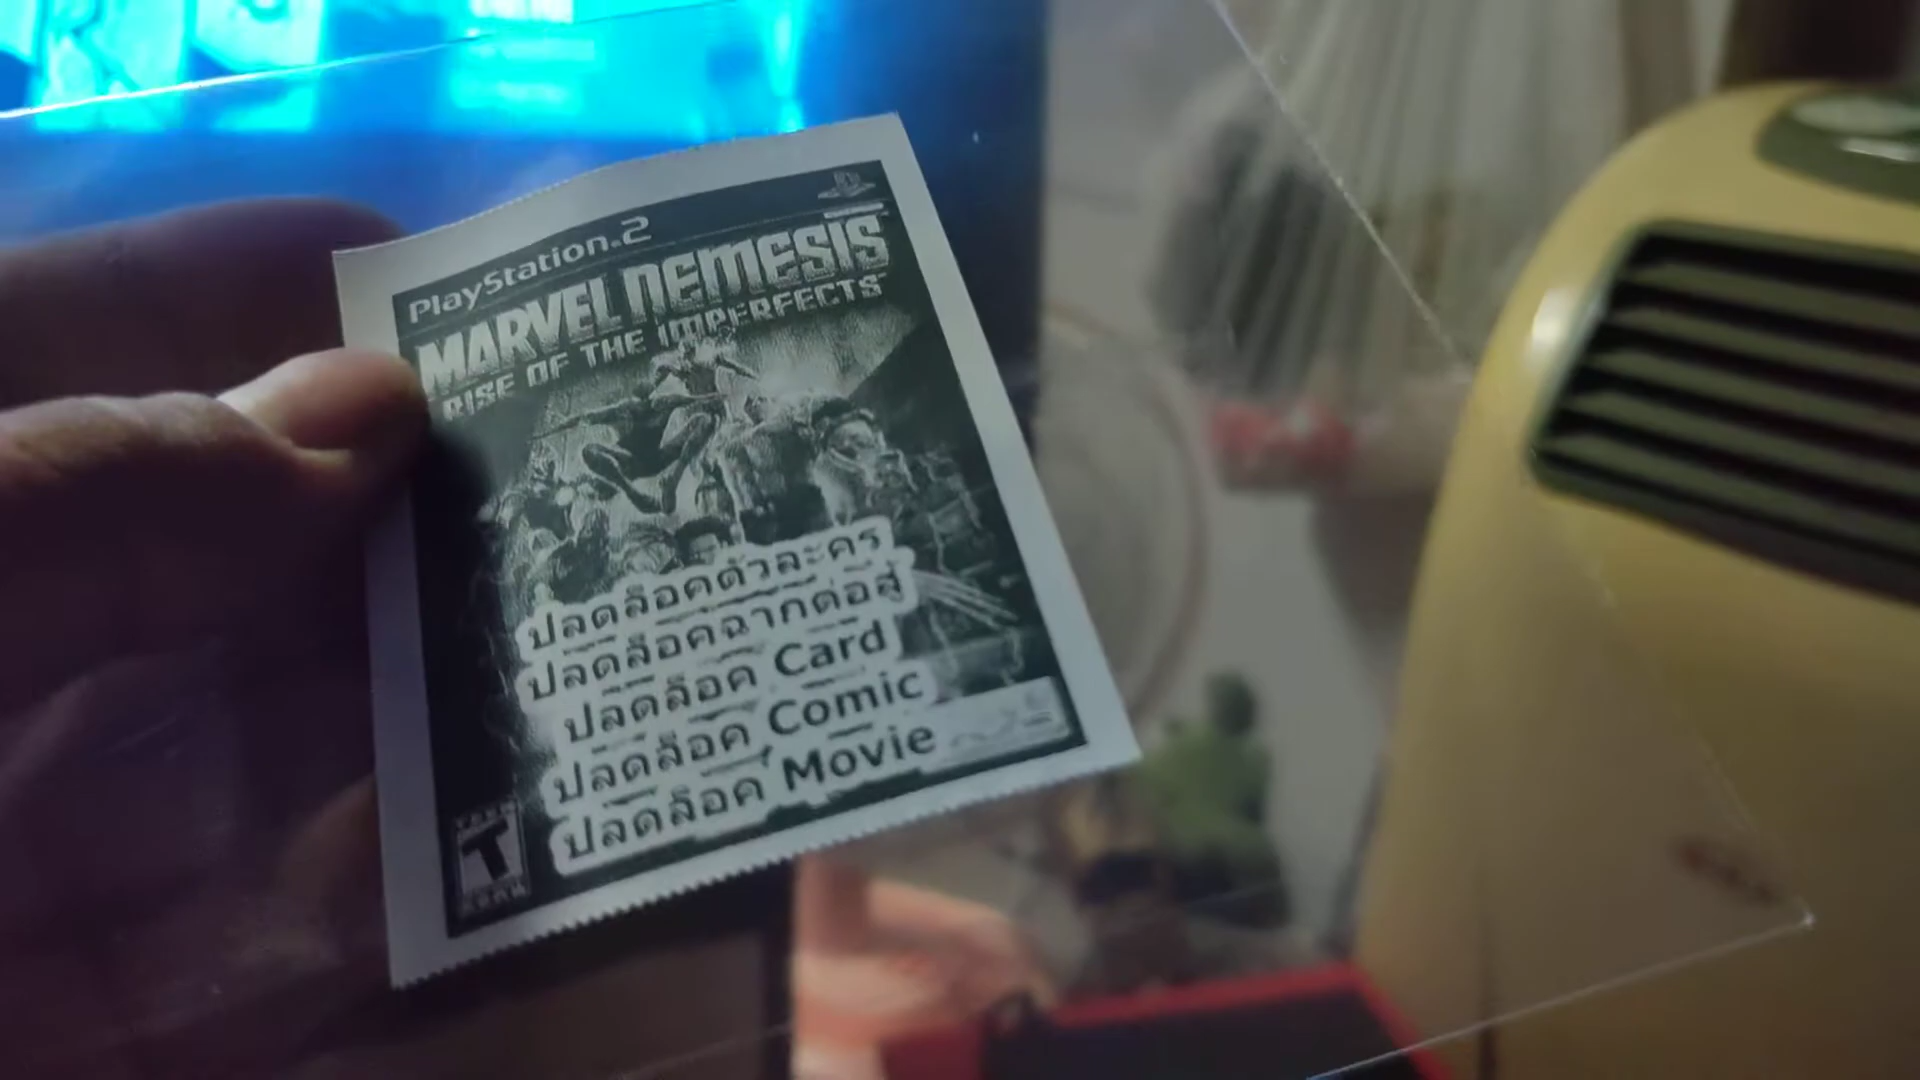 PlayStation.2
MARVEL NEMESIS
RISE OF THE IMPERFECTS
ปลดล็อคตัวละคร
ปลดล็อคฉากต่อสู้
ปลดล็อค Card
ปลดล็อค Comic
ปลดล็อค Movie
TEEN
T